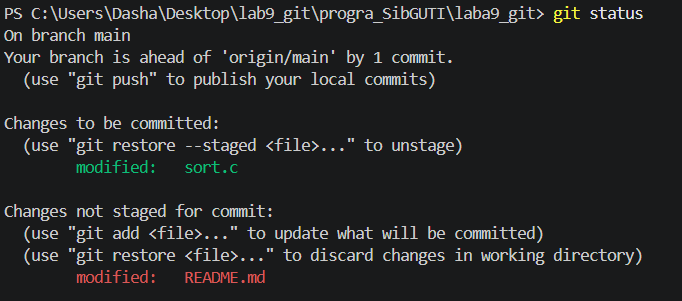 PS C:\Users\Dasha\Desktop\lab9_git\progra_SibGUTI\laba9_git> git status
On branch main
Your branch is ahead of 'origin/main' by 1 commit.
  (use "git push" to publish your local commits)

Changes to be committed:
  (use "git restore --staged <file>..." to unstage)
        modified:   sort.c

Changes not staged for commit:
  (use "git add <file>..." to update what will be committed)
  (use "git restore <file>..." to discard changes in working directory)
        modified:   README.md